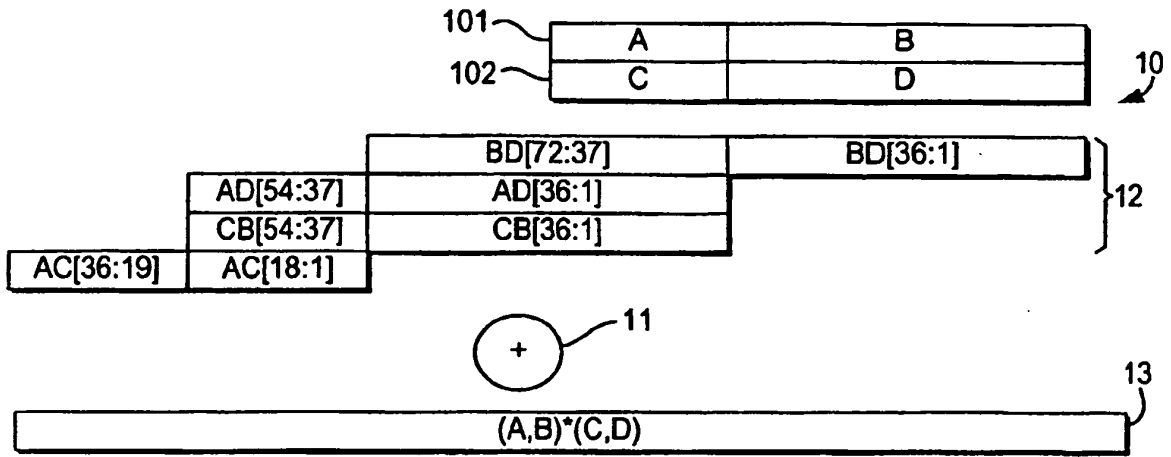 101 A B
102 C D
10
BD[72:37] BD[36:1]
AD[54:37] AD[36:1]
12
CB[54:37] CB[36:1]
AC[36:19] AC[18:1]
+ 11
13
(A,B)*(C,D)